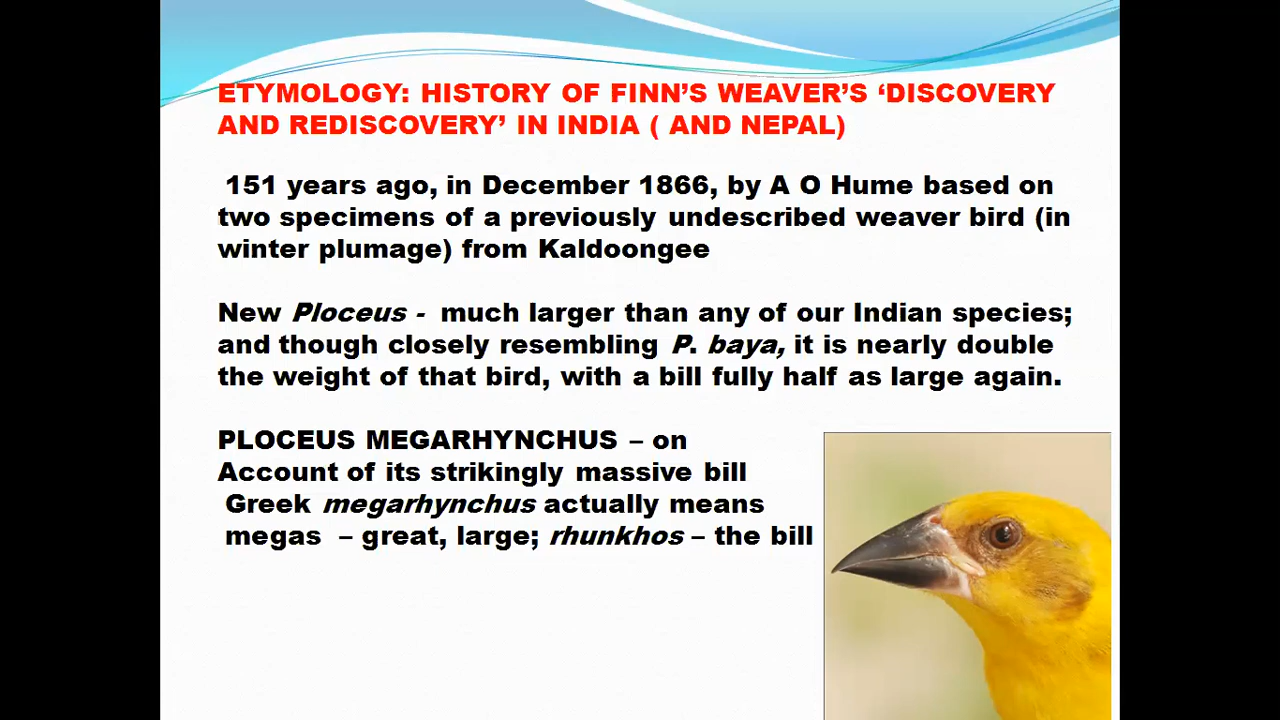 ETYMOLOGY: HISTORY OF FINN’S WEAVER’S ‘DISCOVERY
AND REDISCOVERY’ IN INDIA ( AND NEPAL)
151 years ago, in December 1866, by A O Hume based on
two specimens of a previously undescribed weaver bird (in
winter plumage) from Kaldoongee
New Ploceus - much larger than any of our Indian species;
and though closely resembling P. baya, it is nearly double
the weight of that bird, with a bill fully half as large again.
PLOCEUS MEGARHYNCHUS – on
Account of its strikingly massive bill
Greek megarhynchus actually means
megas – great, large; rhunkhos – the bill